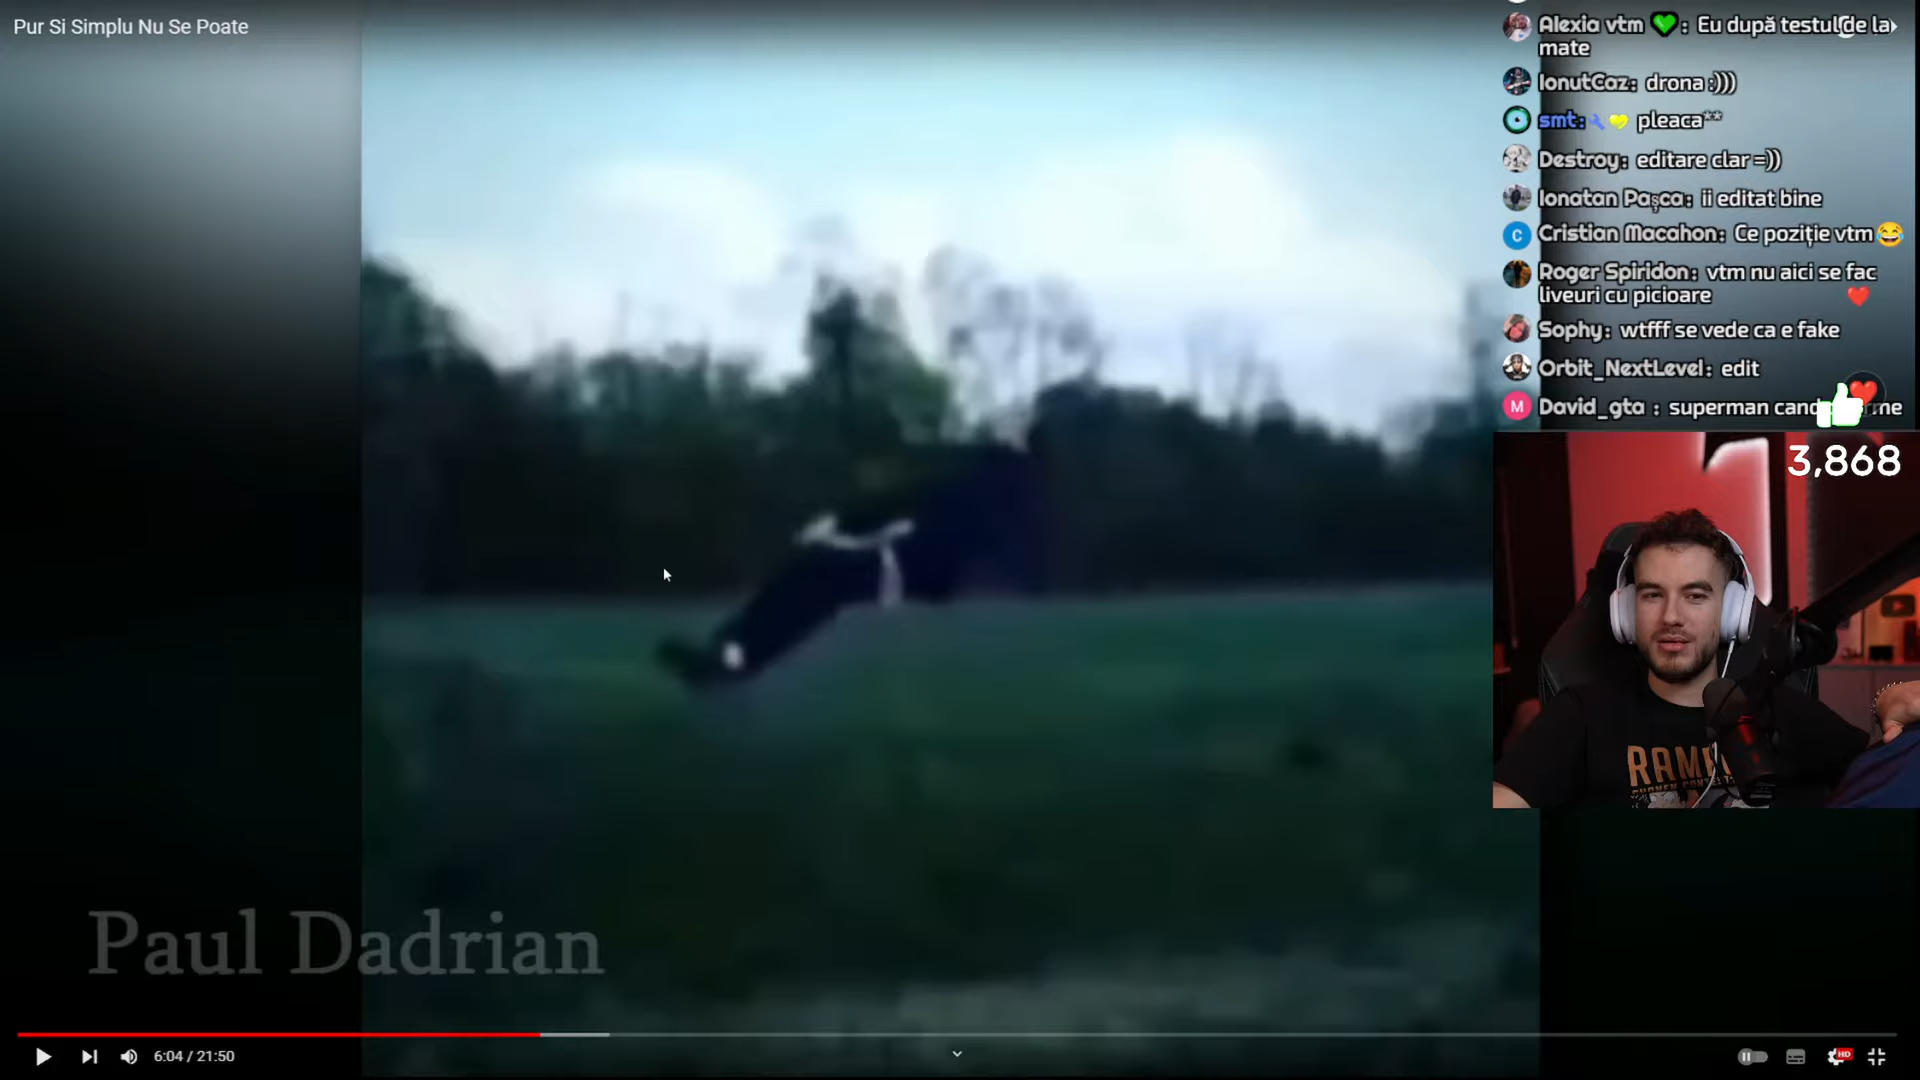 Pur Si Simplu Nu Se Poate
Alexia vtm 💚: Eu după testul de la
mate
IonutCaz: drona :)))
smt: pleaca**
Destroy: editare clar =))
Ionatan Pașca: ii editat bine
Cristian Macahon: Ce poziție vtm 😂
Roger Spiridon: vtm nu aici se fac
liveuri cu picioare
Sophy: wtfff se vede ca e fake
Orbit_NextLevel: edit
David_gta : superman
3,868
Paul Dadrian
6:04 / 21:50
HD